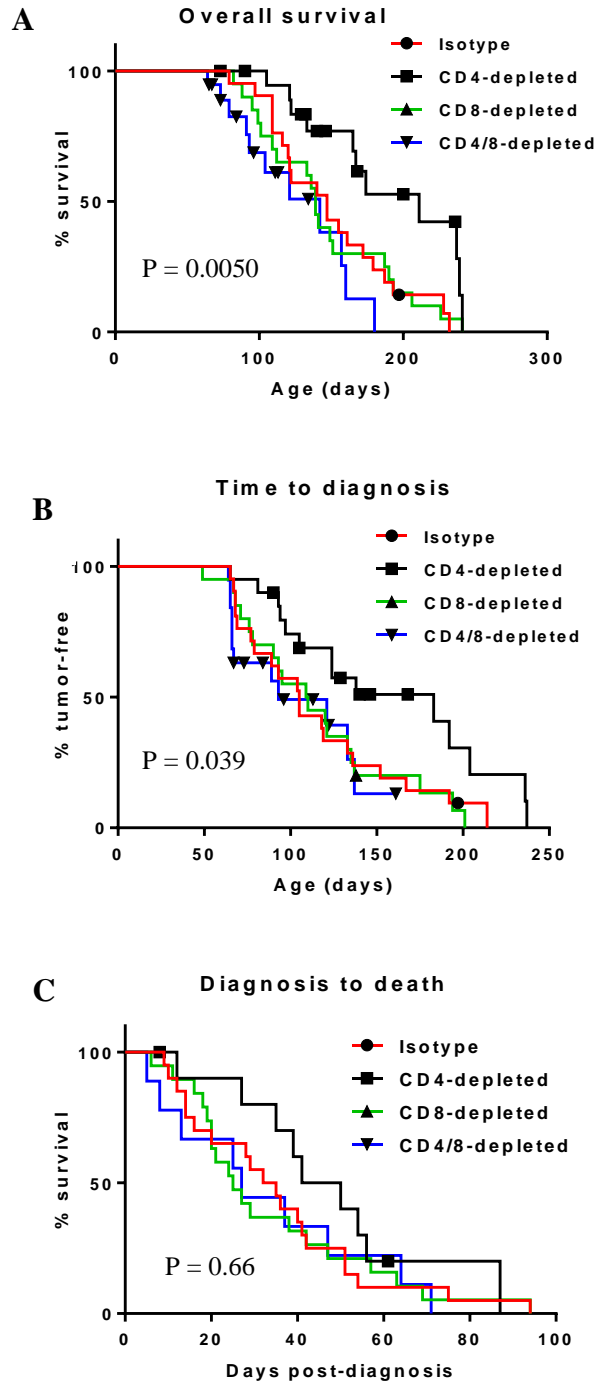 A
Overall survival
Isotype
CD4-depleted
CD8-depleted
CD4/8-depleted
% survival
100
50
0
P = 0.0050
0 100 200 300
Age (days)
B
Time to diagnosis
Isotype
CD4-depleted
CD8-depleted
CD4/8-depleted
% tumor-free
100
50
0
P = 0.039
0 50 100 150 200 250
Age (days)
C
Diagnosis to death
Isotype
CD4-depleted
CD8-depleted
CD4/8-depleted
% survival
100
50
0
P = 0.66
0 20 40 60 80 100
Days post-diagnosis